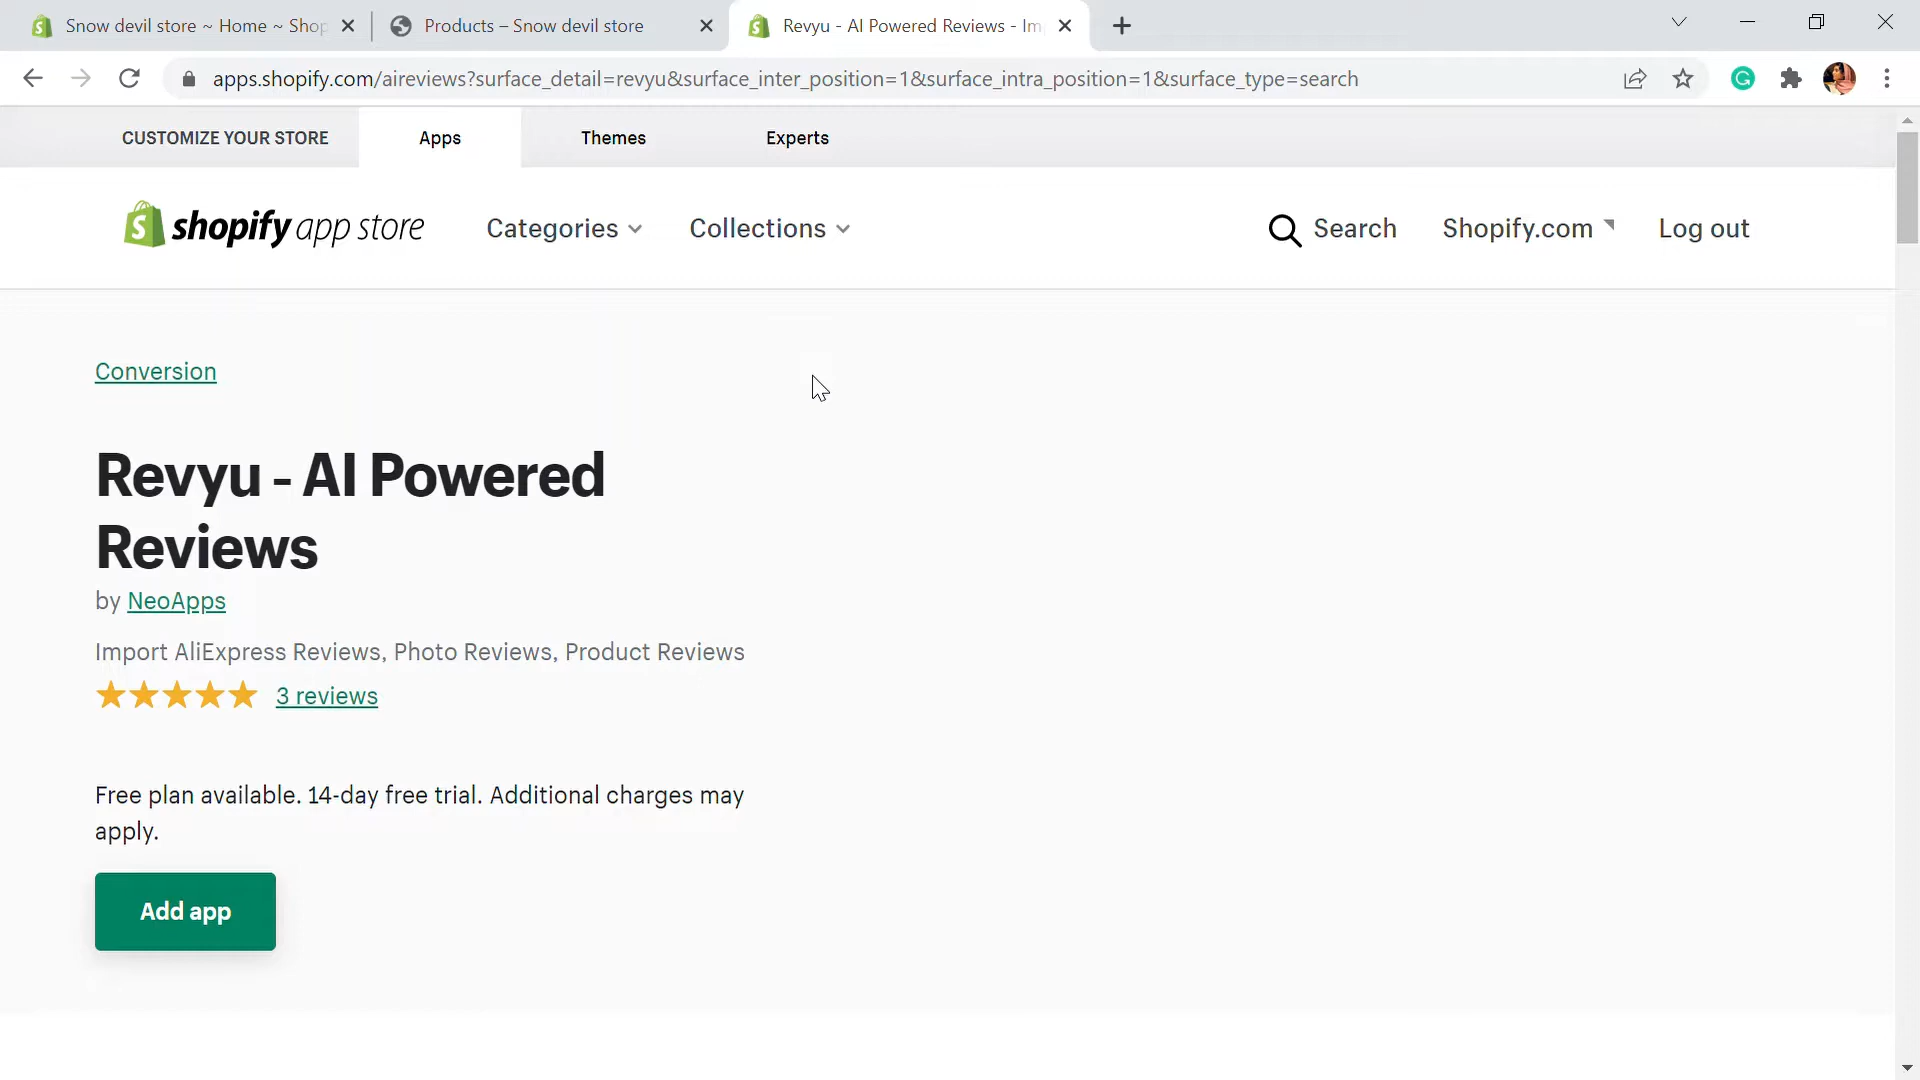 Snow devil store ~ Home ~ Shop
Products – Snow devil store
Revyu - AI Powered Reviews - Im
apps.shopify.com/aireviews?surface_detail=revyu&surface_inter_position=1&surface_intra_position=1&surface_type=search
CUSTOMIZE YOUR STORE
Apps
Themes
Experts
shopify app store
Categories
Collections
Search
Shopify.com
Log out
Conversion
Revyu - AI Powered
Reviews
by NeoApps
Import AliExpress Reviews, Photo Reviews, Product Reviews
3 reviews
Free plan available. 14-day free trial. Additional charges may
apply.
Add app